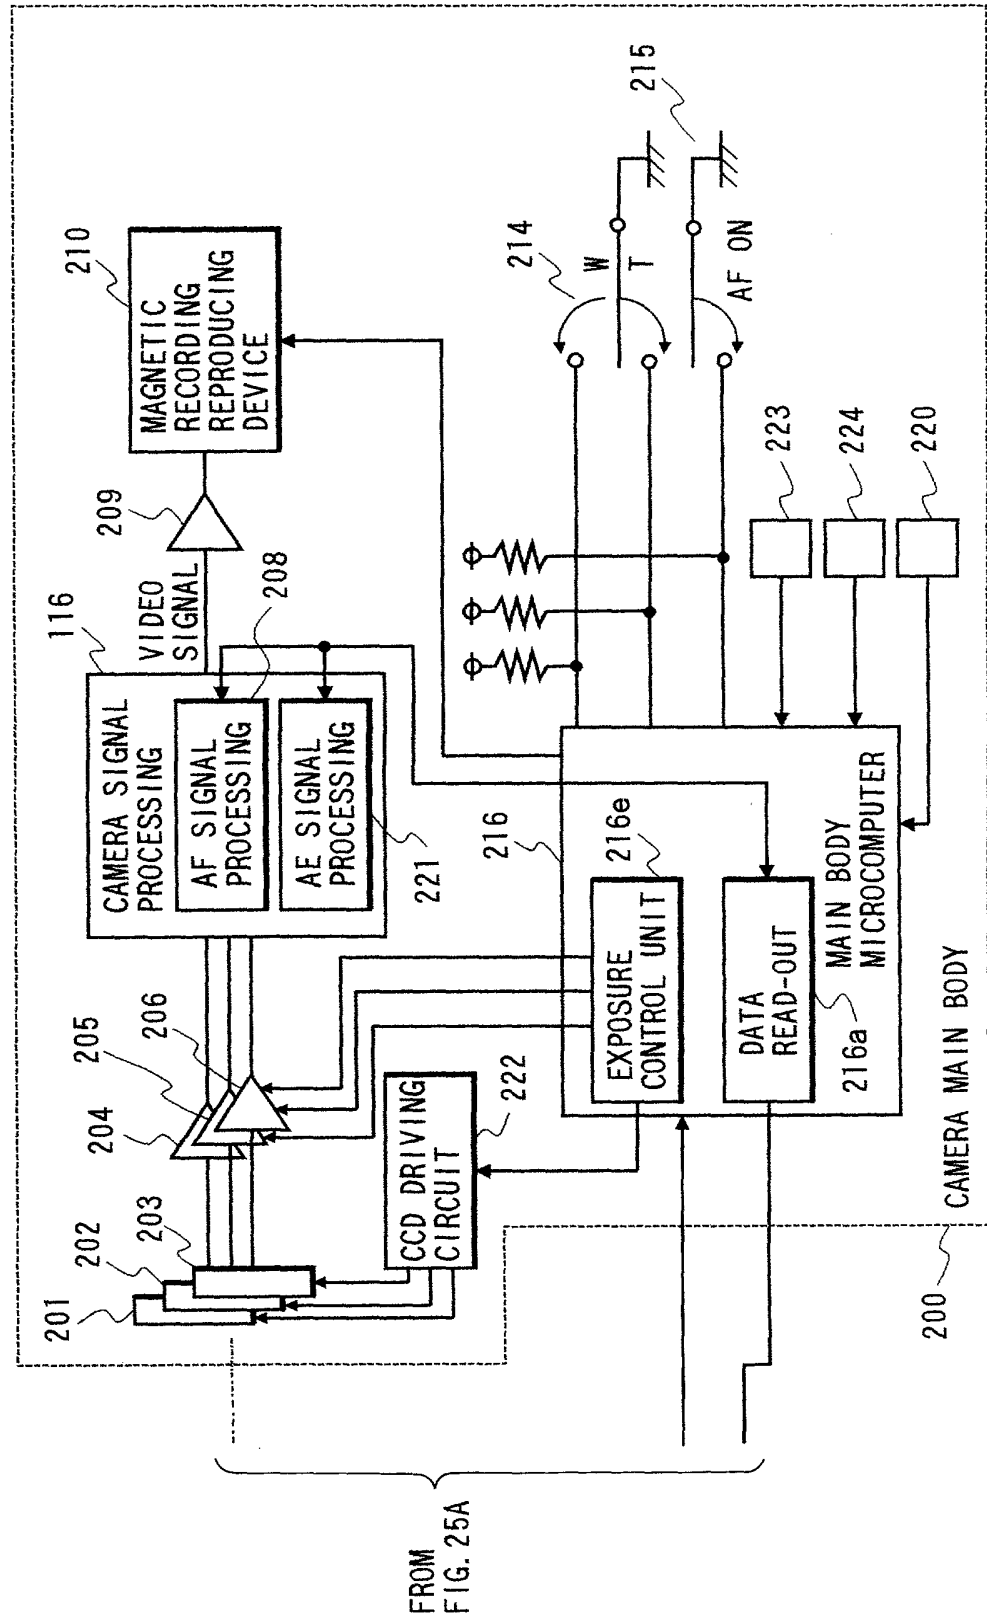 116
VIDEO
SIGNAL
209
210
MAGNETIC
RECORDING
REPRODUCING
DEVICE
201
202
203
204
205
206
CAMERA SIGNAL
PROCESSING
AF SIGNAL
PROCESSING
208
AE SIGNAL
PROCESSING
221
CCD DRIVING
CIRCUIT
222
216
216e
EXPOSURE
CONTROL UNIT
DATA
READ-OUT
216a
MAIN BODY
MICROCOMPUTER
214
W
T
215
AF ON
223
224
220
200
CAMERA MAIN BODY
FROM
FIG. 25A